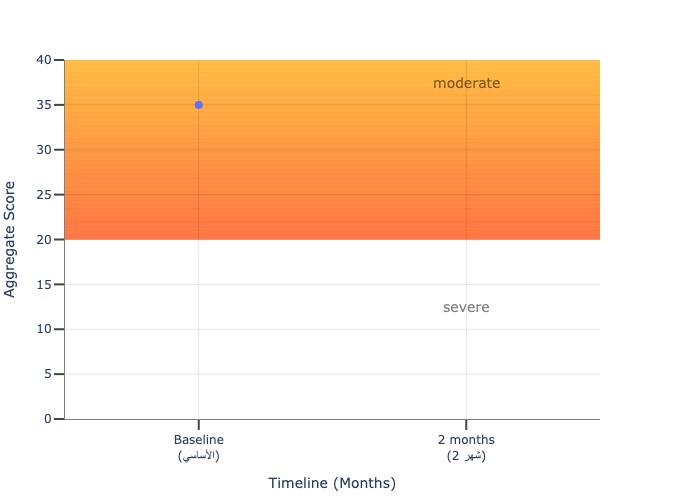 40
moderate
35
30
25
20
15
severe
10
5
0
Aggregate Score
Baseline
(الأساسي)
2 months
(2 شهر)
Timeline (Months)